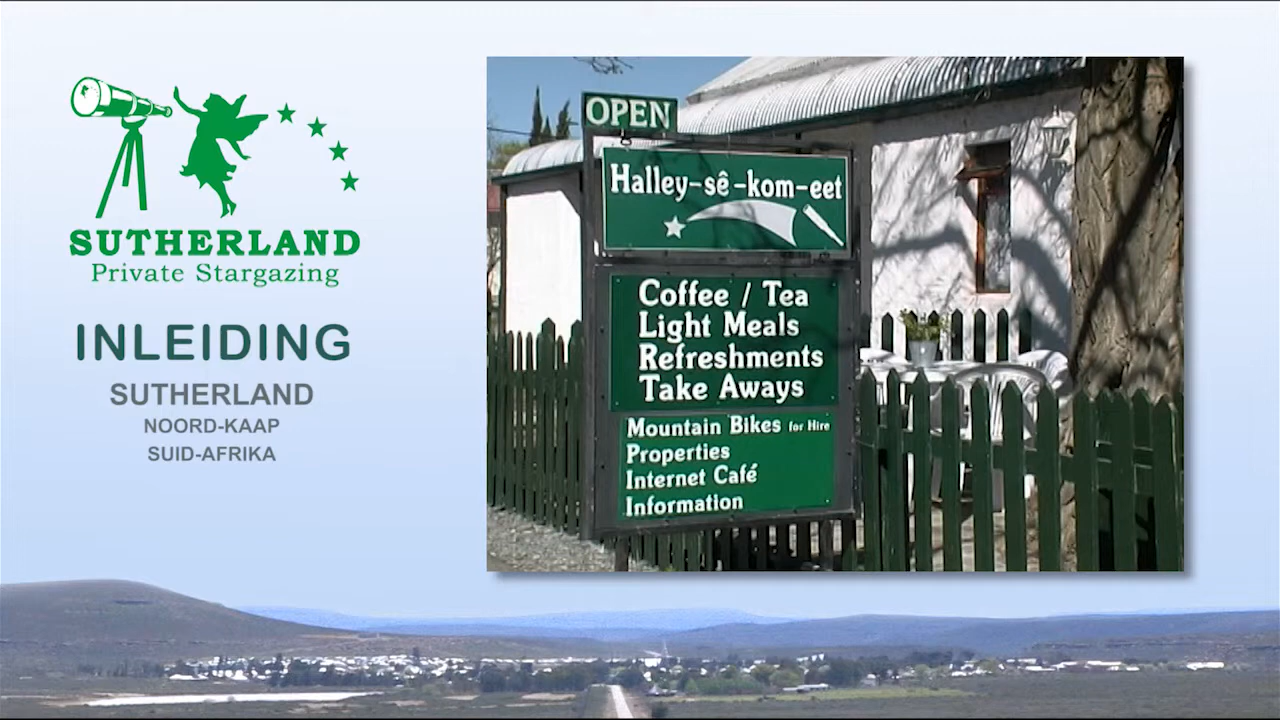 SUTHERLAND
Private Stargazing
INLEIDING
SUTHERLAND
NOORD-KAAP
SUID-AFRIKA
OPEN
Halley-sê-kom-eet
Coffee / Tea
Light Meals
Refreshments
Take Aways
Mountain Bikes for Hire
Properties
Internet Café
Information